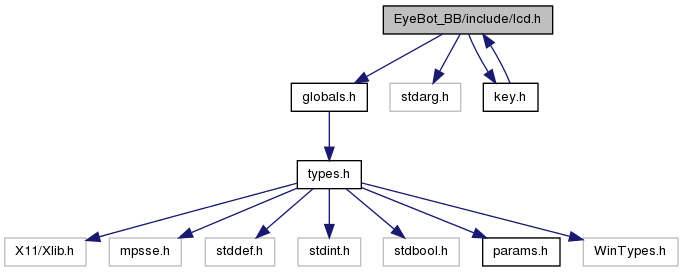 EyeBot_BB/include/lcd.h
globals.h
stdarg.h
key.h
types.h
X11/Xlib.h
mpsse.h
stddef.h
stdint.h
stdbool.h
params.h
WinTypes.h